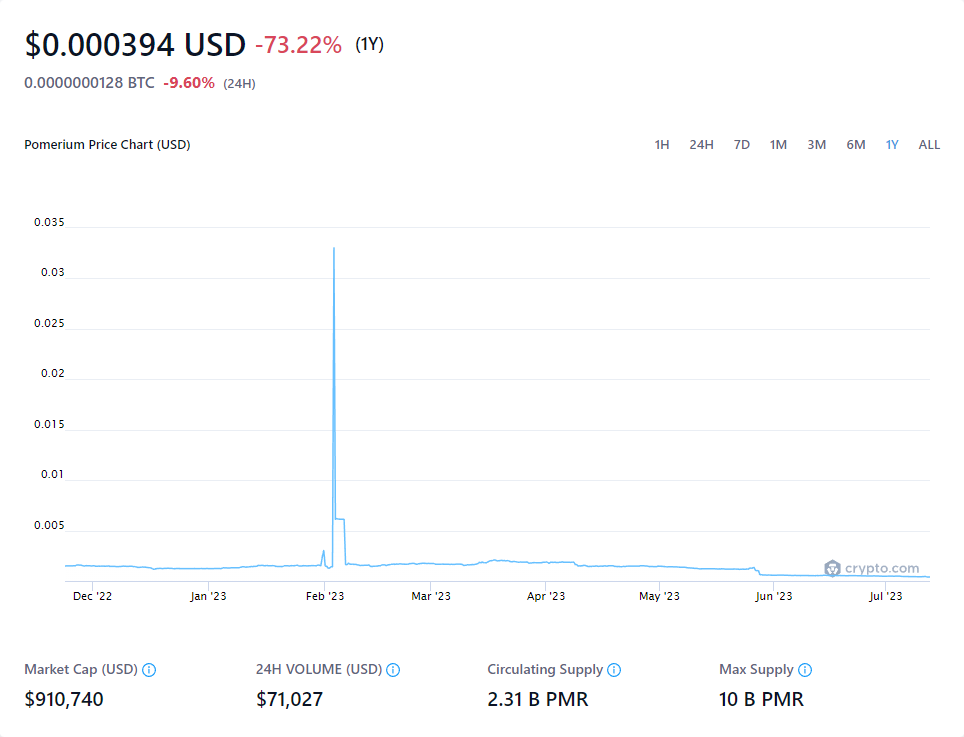 $0.000394 USD -73.22% (1Y)
0.0000000128 BTC -9.60% (24H)
Pomerium Price Chart (USD) 1H 24H 7D 1M 3M 6M 1Y ALL
0.035
0.03
0.025
0.02
0.015
0.01
0.005
crypto.com
Dec '22 Jan '23 Feb '23 Mar '23 Apr '23 May '23 Jun '23 Jul '23
Market Cap (USD) 24H VOLUME (USD) Circulating Supply Max Supply
$910,740 $71,027 2.31 B PMR 10 B PMR